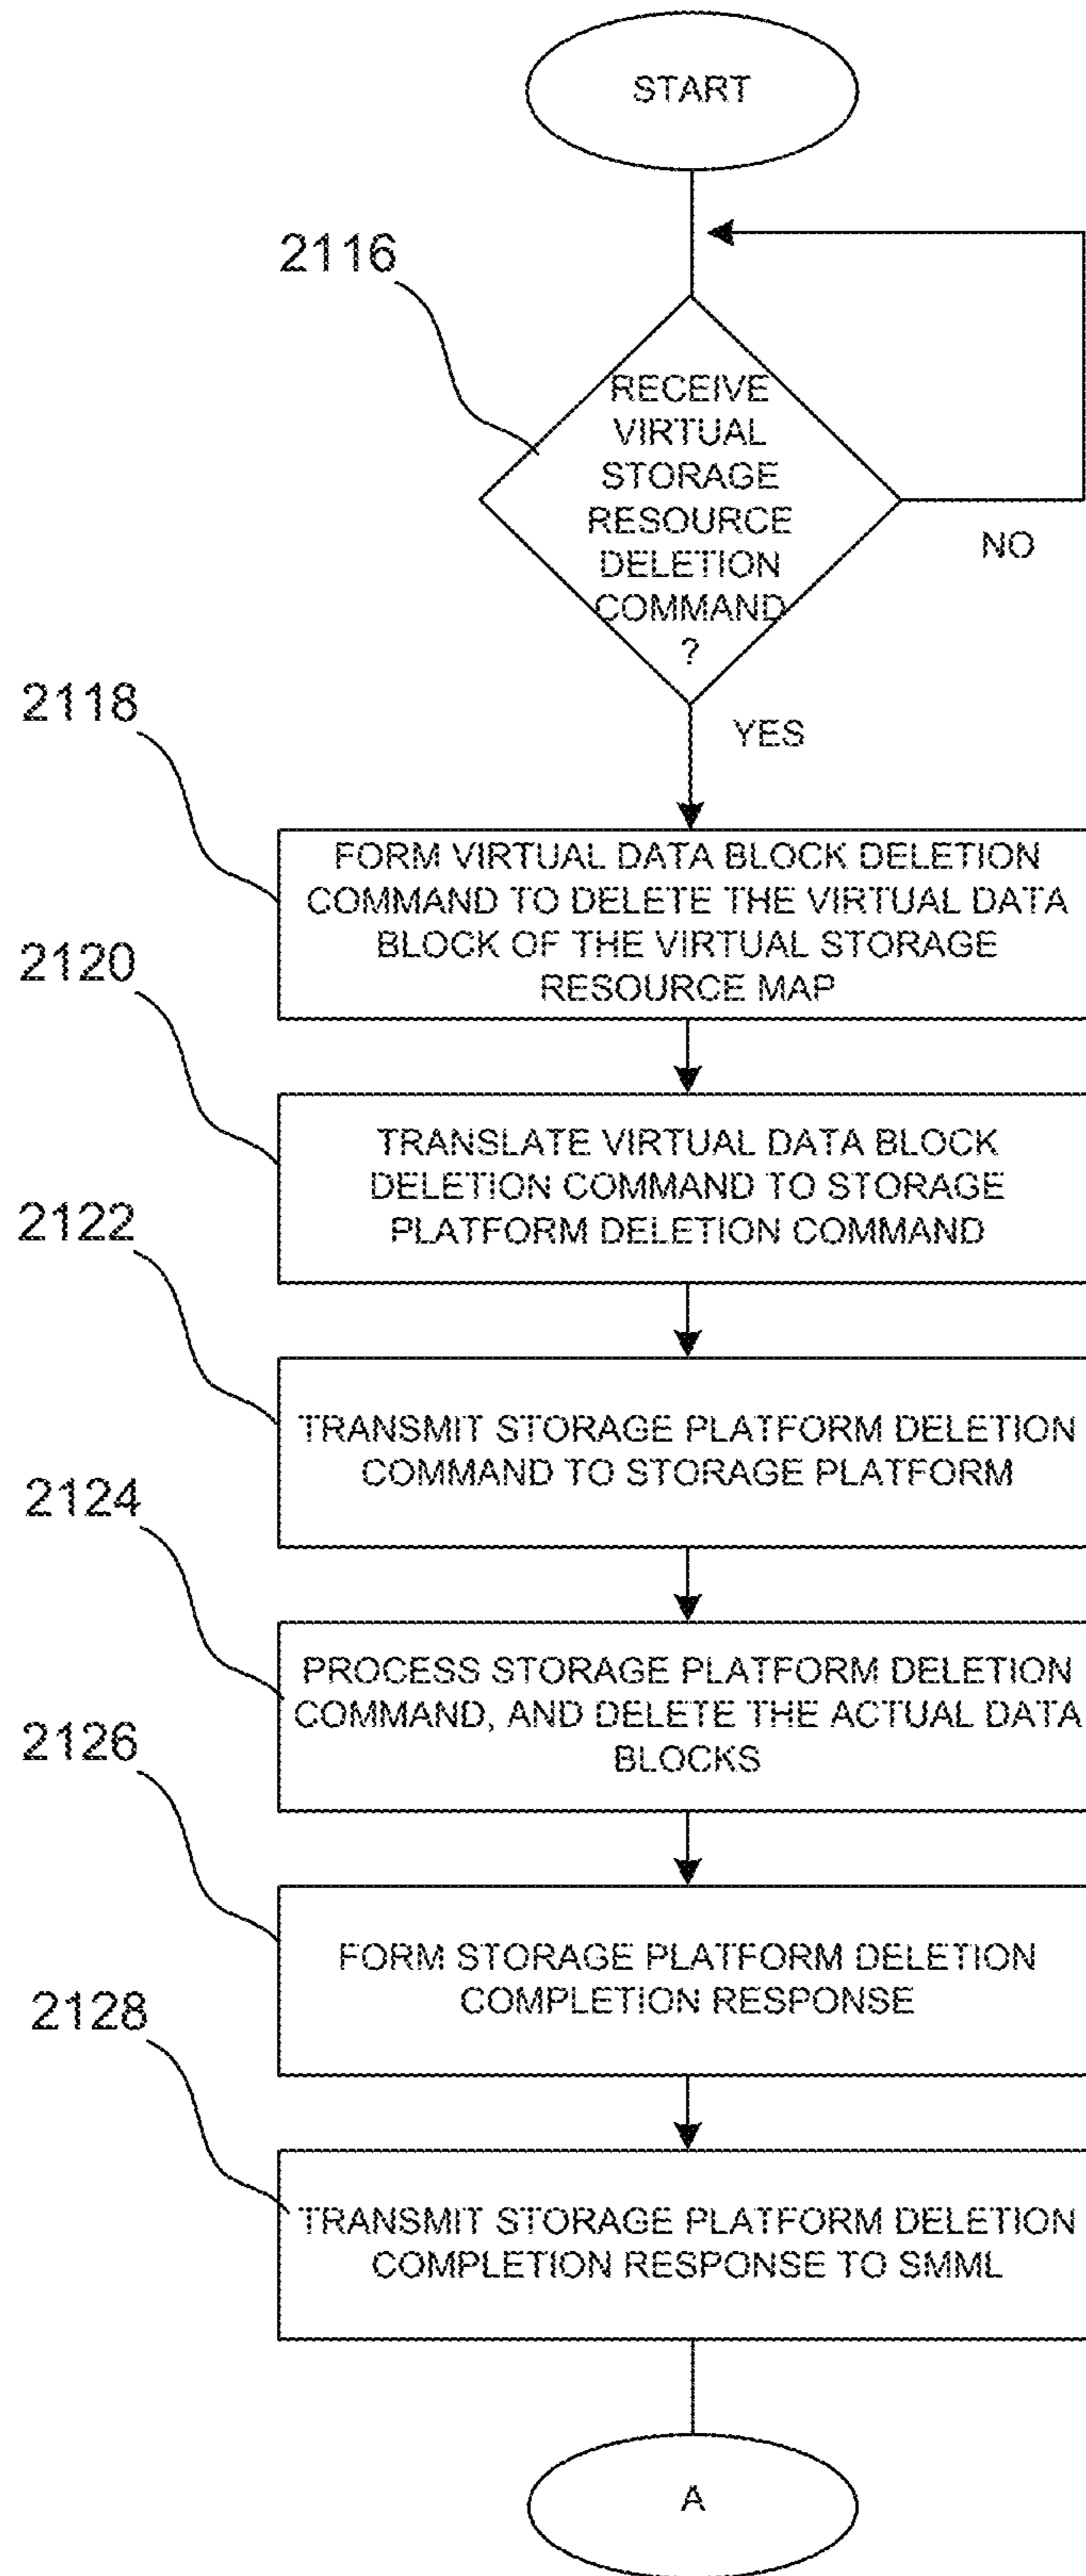 START
2116
RECEIVE
VIRTUAL
STORAGE
RESOURCE
DELETION
COMMAND
?
NO
YES
2118
FORM VIRTUAL DATA BLOCK DELETION
COMMAND TO DELETE THE VIRTUAL DATA
BLOCK OF THE VIRTUAL STORAGE
RESOURCE MAP
2120
TRANSLATE VIRTUAL DATA BLOCK
DELETION COMMAND TO STORAGE
PLATFORM DELETION COMMAND
2122
TRANSMIT STORAGE PLATFORM DELETION
COMMAND TO STORAGE PLATFORM
2124
PROCESS STORAGE PLATFORM DELETION
COMMAND, AND DELETE THE ACTUAL DATA
BLOCKS
2126
FORM STORAGE PLATFORM DELETION
COMPLETION RESPONSE
2128
TRANSMIT STORAGE PLATFORM DELETION
COMPLETION RESPONSE TO SMML
A